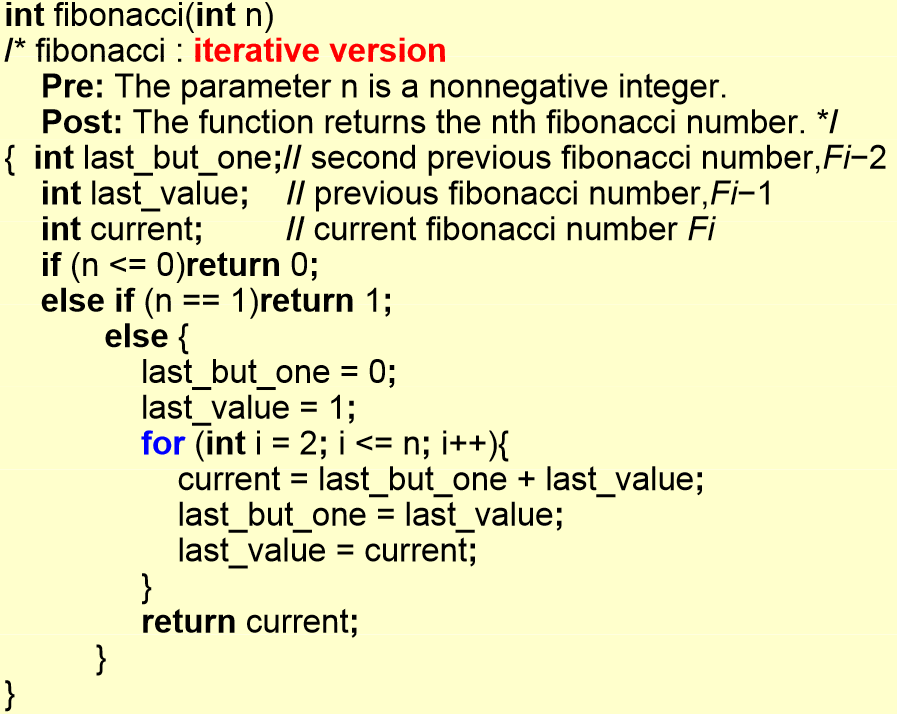 int fibonacci(int n)
/* fibonacci : iterative version
Pre: The parameter n is a nonnegative integer.
Post: The function returns the nth fibonacci number. */
{ int last_but_one;// second previous fibonacci number,Fi−2
int last_value; // previous fibonacci number,Fi−1
int current; // current fibonacci number Fi
if (n <= 0)return 0;
else if (n == 1)return 1;
else {
last_but_one = 0;
last_value = 1;
for (int i = 2; i <= n; i++){
current = last_but_one + last_value;
last_but_one = last_value;
last_value = current;
}
return current;
}
}